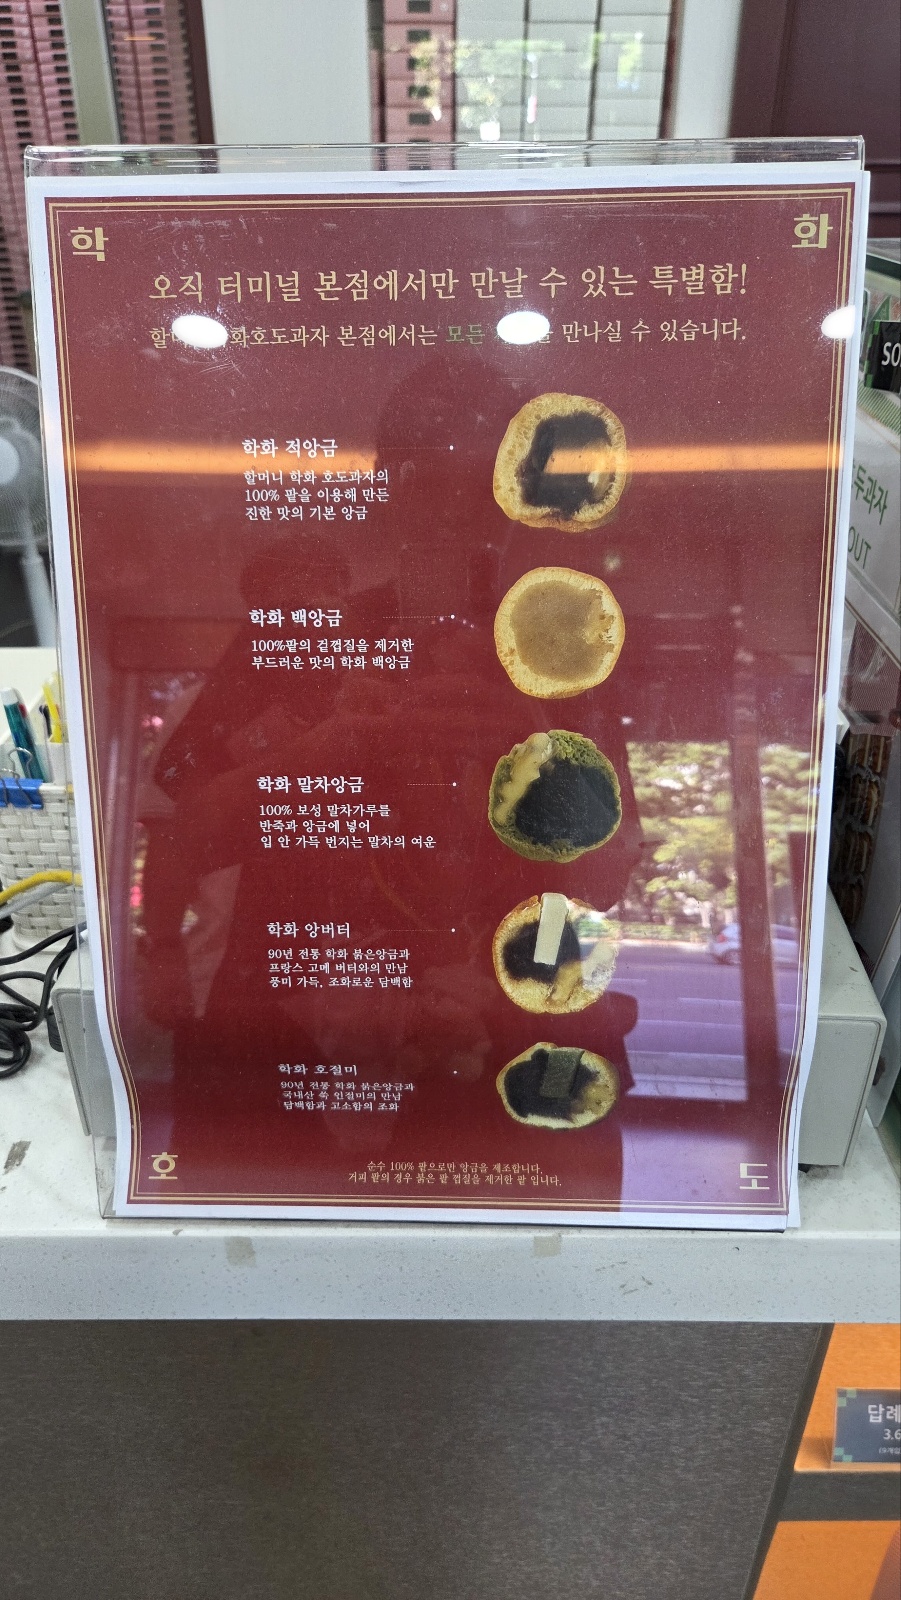 학
화
오직 터미널 본점에서만 만날 수 있는 특별함!
화호도과자 본점에서는 모든 만나실 수 있습니다.
학화 적앙금
할머니 학화 호도과자의
100% 팥을 이용해 만든
진한 맛의 기본 앙금
학화 백앙금
100%팥의 겉껍질을 제거한
부드러운 맛의 학화 백앙금
학화 말차앙금
100% 보성 말차가루를
반죽과 앙금에 넣어
입 안 가득 번지는 말차의 여운
학화 앙버터
90년 전통 학화 붉은앙금과
프랑스 고메 버터와의 만남
풍미 가득, 조화로운 담백함
학화 호절미
90년 전통 학화 붉은앙금과
국내산 쑥 인절미의 만남
담백함과 고소함의 조화
순수 100% 팥으로만 앙금을 제조합니다.
거피 팥의 경우 붉은 팥 껍질을 제거한 팥 입니다.
호
도
두과자
OUT
답례
3.6